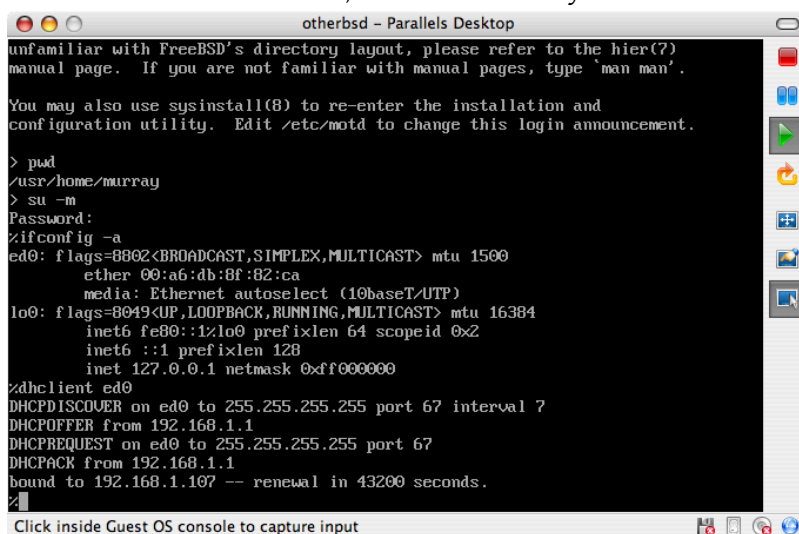 otherbsd – Parallels Desktop
unfamiliar with FreeBSD's directory layout, please refer to the hier(7)
manual page.  If you are not familiar with manual pages, type `man man'.
You may also use sysinstall(8) to re-enter the installation and
configuration utility.  Edit /etc/motd to change this login announcement.
> pwd
/usr/home/murray
> su -m
Password:
%ifconfig -a
ed0: flags=8802<BROADCAST,SIMPLEX,MULTICAST> mtu 1500
        ether 00:a6:db:8f:82:ca
        media: Ethernet autoselect (10baseT/UTP)
lo0: flags=8049<UP,LOOPBACK,RUNNING,MULTICAST> mtu 16384
        inet6 fe80::1%lo0 prefixlen 64 scopeid 0x2
        inet6 ::1 prefixlen 128
        inet 127.0.0.1 netmask 0xff000000
%dhclient ed0
DHCPDISCOVER on ed0 to 255.255.255.255 port 67 interval 7
DHCPOFFER from 192.168.1.1
DHCPREQUEST on ed0 to 255.255.255.255 port 67
DHCPACK from 192.168.1.1
bound to 192.168.1.107 -- renewal in 43200 seconds.
%
Click inside Guest OS console to capture input